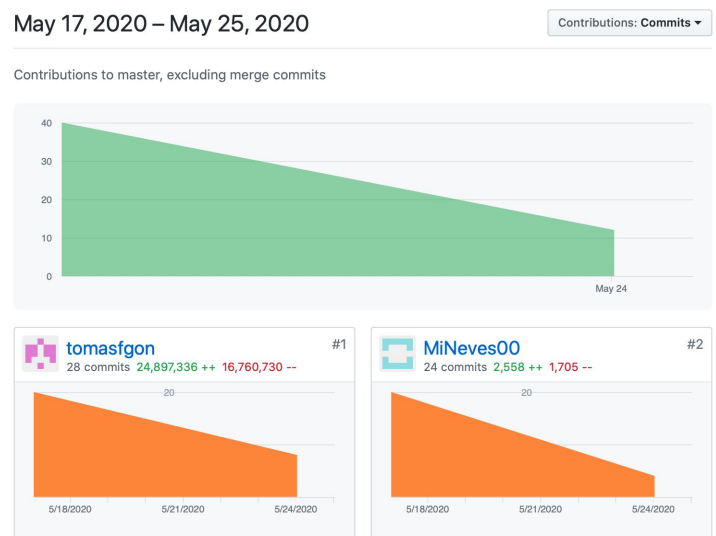 May 17, 2020 – May 25, 2020
Contributions: Commits
Contributions to master, excluding merge commits
40
30
20
10
0
May 24
tomasfgon #1
28 commits 24,897,336 ++ 16,760,730 --
20
5/18/2020 5/21/2020 5/24/2020
MiNeves00 #2
24 commits 2,558 ++ 1,705 --
20
5/18/2020 5/21/2020 5/24/2020